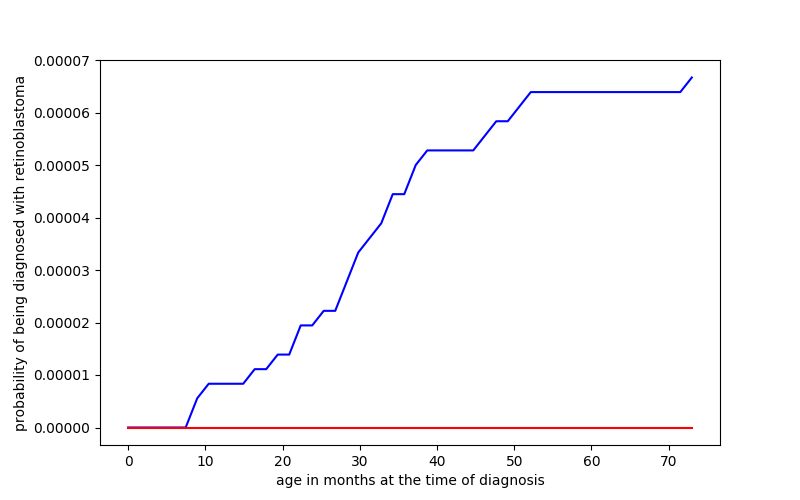 0.00007
0.00006
0.00005
0.00004
0.00003
0.00002
0.00001
0.00000
probability of being diagnosed with retinoblastoma
0 10 20 30 40 50 60 70
age in months at the time of diagnosis